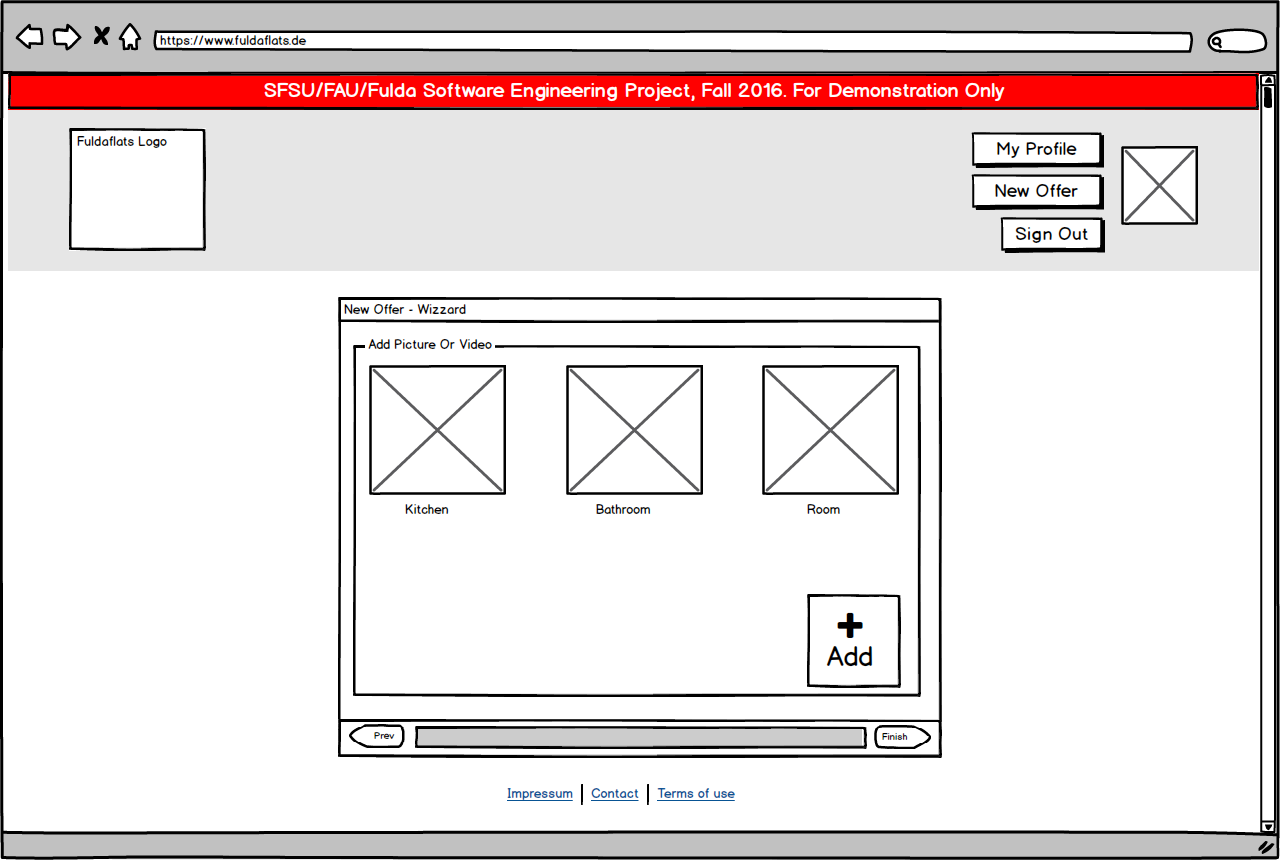 https://www.fuldaflats.de
SFSU/FAU/Fulda Software Engineering Project, Fall 2016. For Demonstration Only
Fuldaflats Logo
My Profile
New Offer
Sign Out
New Offer - Wizzard
Add Picture Or Video
Kitchen
Bathroom
Room
Add
Prev
Finish
Impressum
Contact
Terms of use